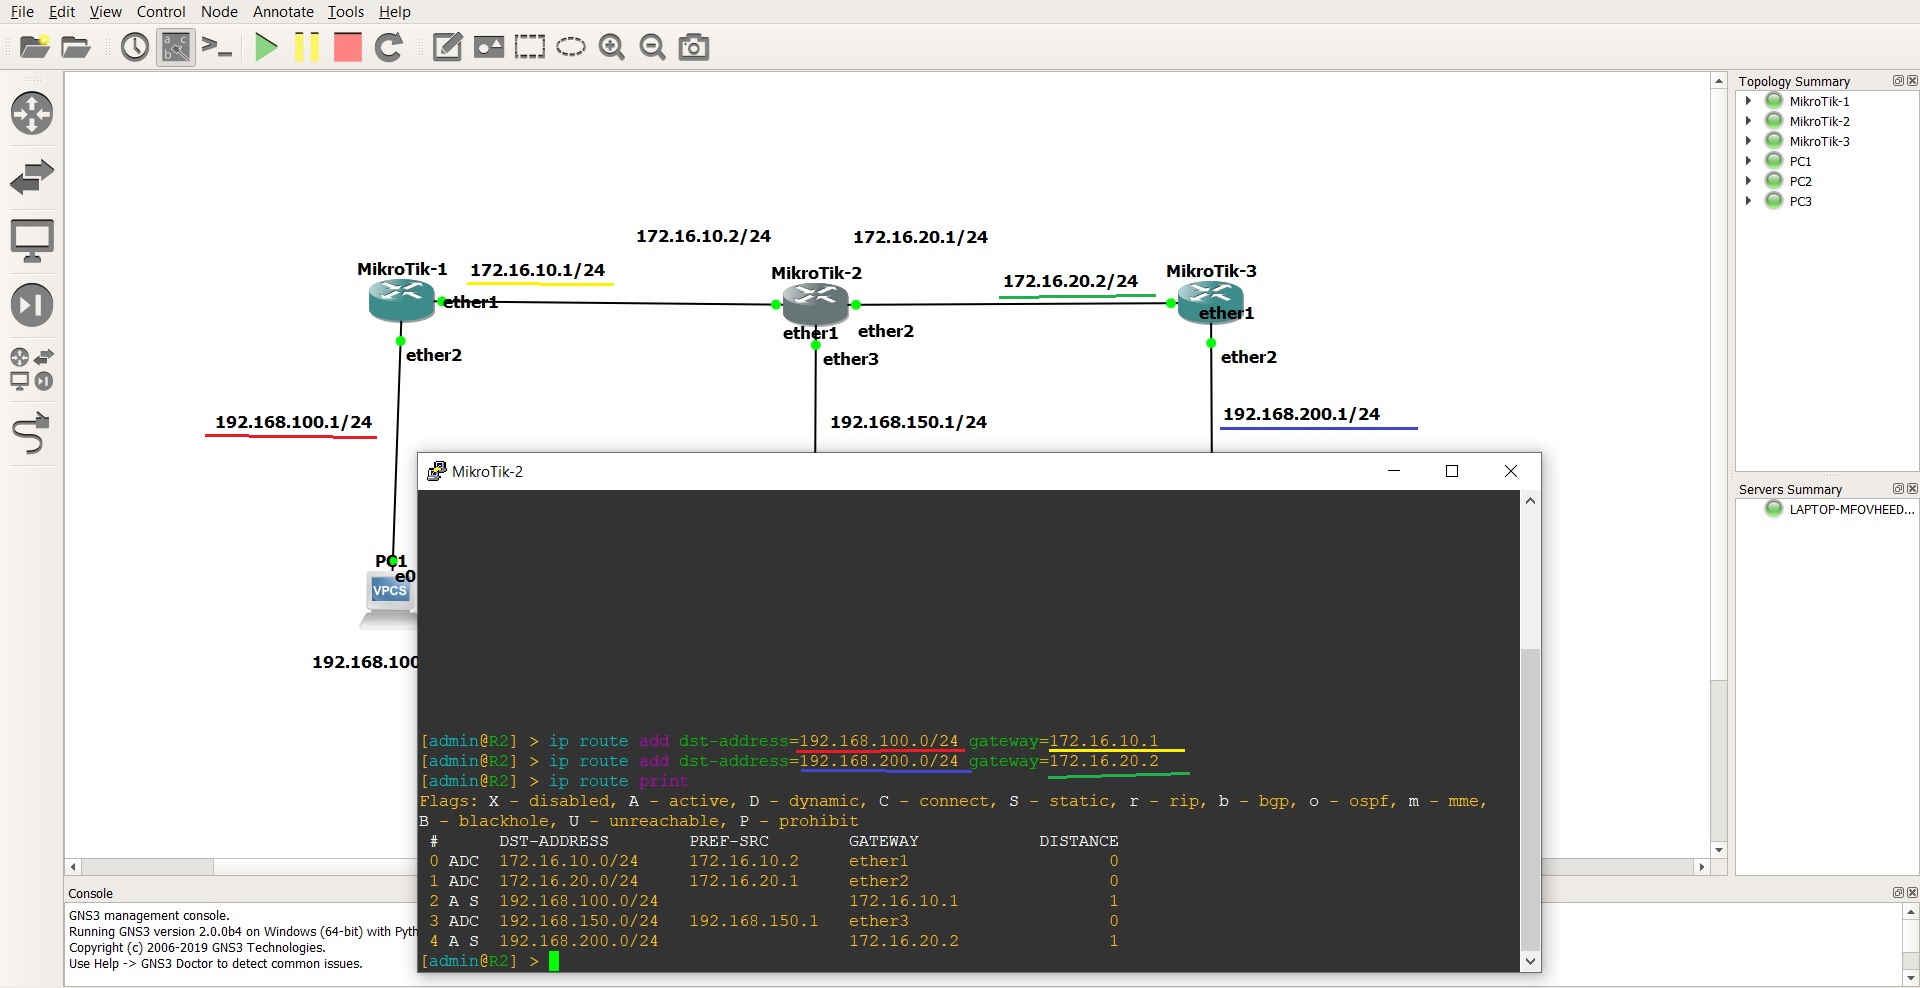 File Edit View Control Node Annotate Tools Help
Topology Summary
MikroTik-1
MikroTik-2
MikroTik-3
PC1
PC2
PC3
172.16.10.2/24 172.16.20.1/24
MikroTik-1 172.16.10.1/24 MikroTik-2 172.16.20.2/24 MikroTik-3
ether1 ether1 ether2 ether1
ether2 ether3 ether2
192.168.100.1/24 192.168.150.1/24 192.168.200.1/24
Servers Summary
LAPTOP-MFOVHEED...
PC1
e0
VPCS
192.168.100
MikroTik-2
[admin@R2] > ip route add dst-address=192.168.100.0/24 gateway=172.16.10.1
[admin@R2] > ip route add dst-address=192.168.200.0/24 gateway=172.16.20.2
[admin@R2] > ip route print
Flags: X - disabled, A - active, D - dynamic, C - connect, S - static, r - rip, b - bgp, o - ospf, m - mme,
B - blackhole, U - unreachable, P - prohibit
# DST-ADDRESS PREF-SRC GATEWAY DISTANCE
0 ADC 172.16.10.0/24 172.16.10.2 ether1 0
1 ADC 172.16.20.0/24 172.16.20.1 ether2 0
2 A S 192.168.100.0/24 172.16.10.1 1
3 ADC 192.168.150.0/24 192.168.150.1 ether3 0
4 A S 192.168.200.0/24 172.16.20.2 1
[admin@R2] >
Console
GNS3 management console.
Running GNS3 version 2.0.0b4 on Windows (64-bit) with Pyth
Copyright (c) 2006-2019 GNS3 Technologies.
Use Help -> GNS3 Doctor to detect common issues.